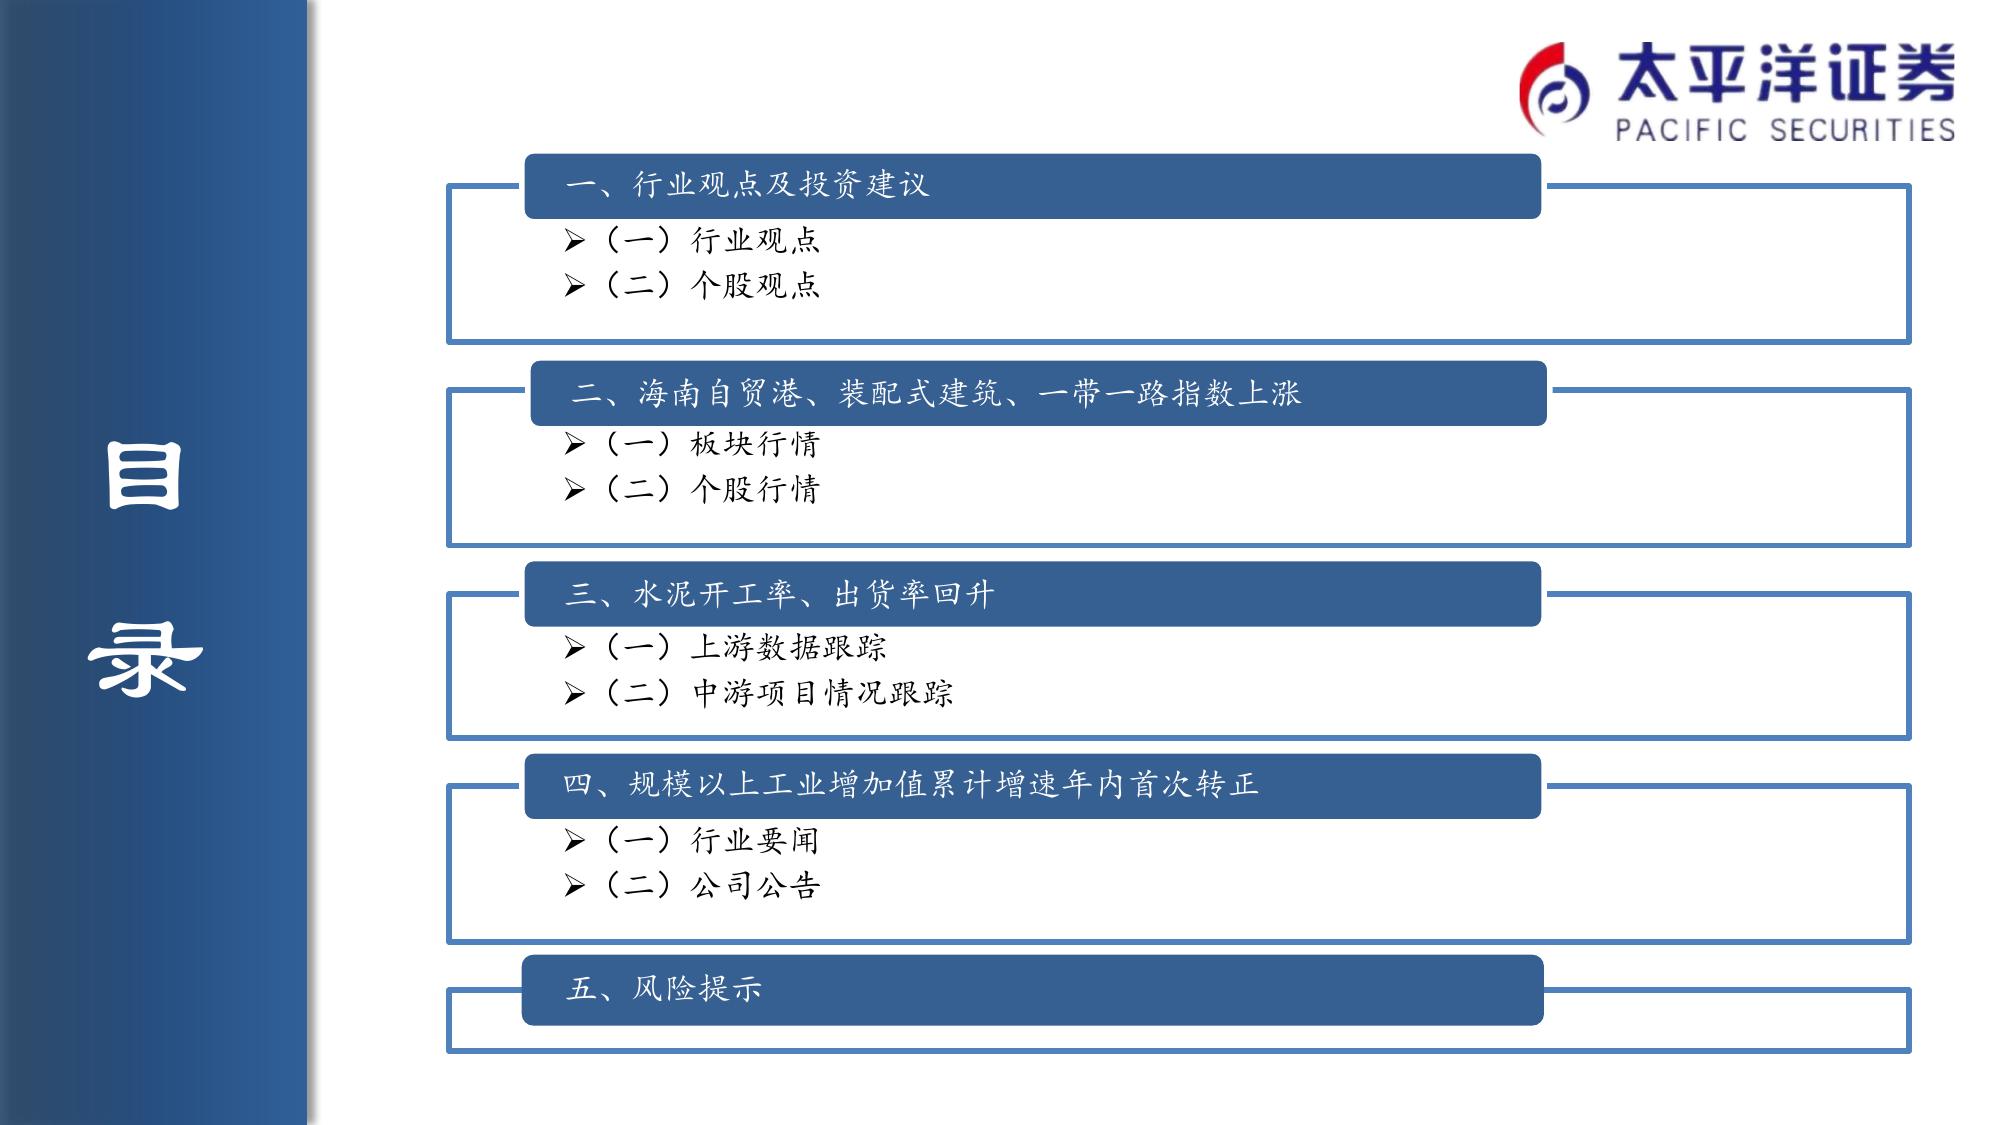 太平洋证券
PACIFIC SECURITIES
目
录
一、行业观点及投资建议
➢（一）行业观点
➢（二）个股观点
二、海南自贸港、装配式建筑、一带一路指数上涨
➢（一）板块行情
➢（二）个股行情
三、水泥开工率、出货率回升
➢（一）上游数据跟踪
➢（二）中游项目情况跟踪
四、规模以上工业增加值累计增速年内首次转正
➢（一）行业要闻
➢（二）公司公告
五、风险提示